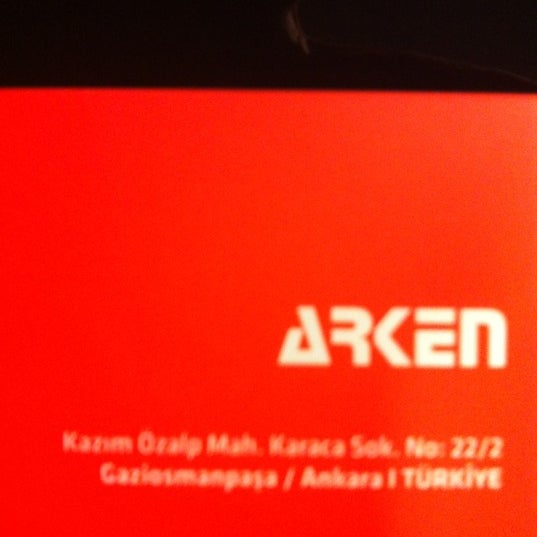 ARKEN
Kazım Özalp Mah. Karaca Sok. No: 22/2
Gaziosmanpaşa / Ankara I TÜRKİYE